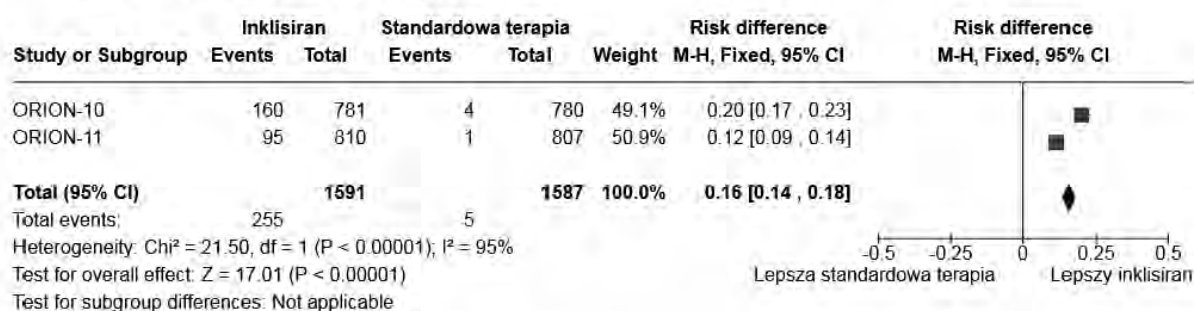 Inklisiran Standardowa terapia Risk difference Risk difference
Study or Subgroup Events Total Events Total Weight M-H, Fixed, 95% CI M-H, Fixed, 95% CI
ORION-10 160 781 4 780 49.1% 0.20 [0.17 , 0.23]
ORION-11 95 810 1 807 50.9% 0.12 [0.09 , 0.14]
Total (95% CI) 1591 1587 100.0% 0.16 [0.14 , 0.18]
Total events: 255 5
Heterogeneity: Chi² = 21.50, df = 1 (P < 0.00001); I² = 95%
Test for overall effect: Z = 17.01 (P < 0.00001)
Test for subgroup differences: Not applicable
-0.5 -0.25 0 0.25 0.5
Lepsza standardowa terapia Lepszy inklisiran